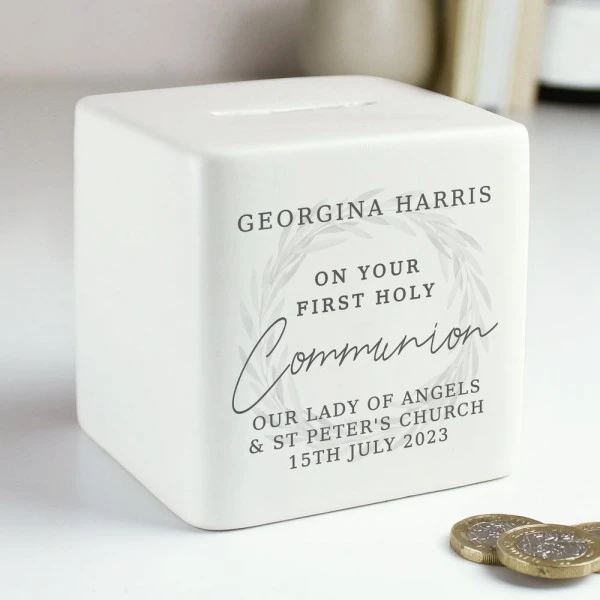 GEORGINA HARRIS
ON YOUR
FIRST HOLY
Communion
OUR LADY OF ANGELS
& ST PETER'S CHURCH
15TH JULY 2023